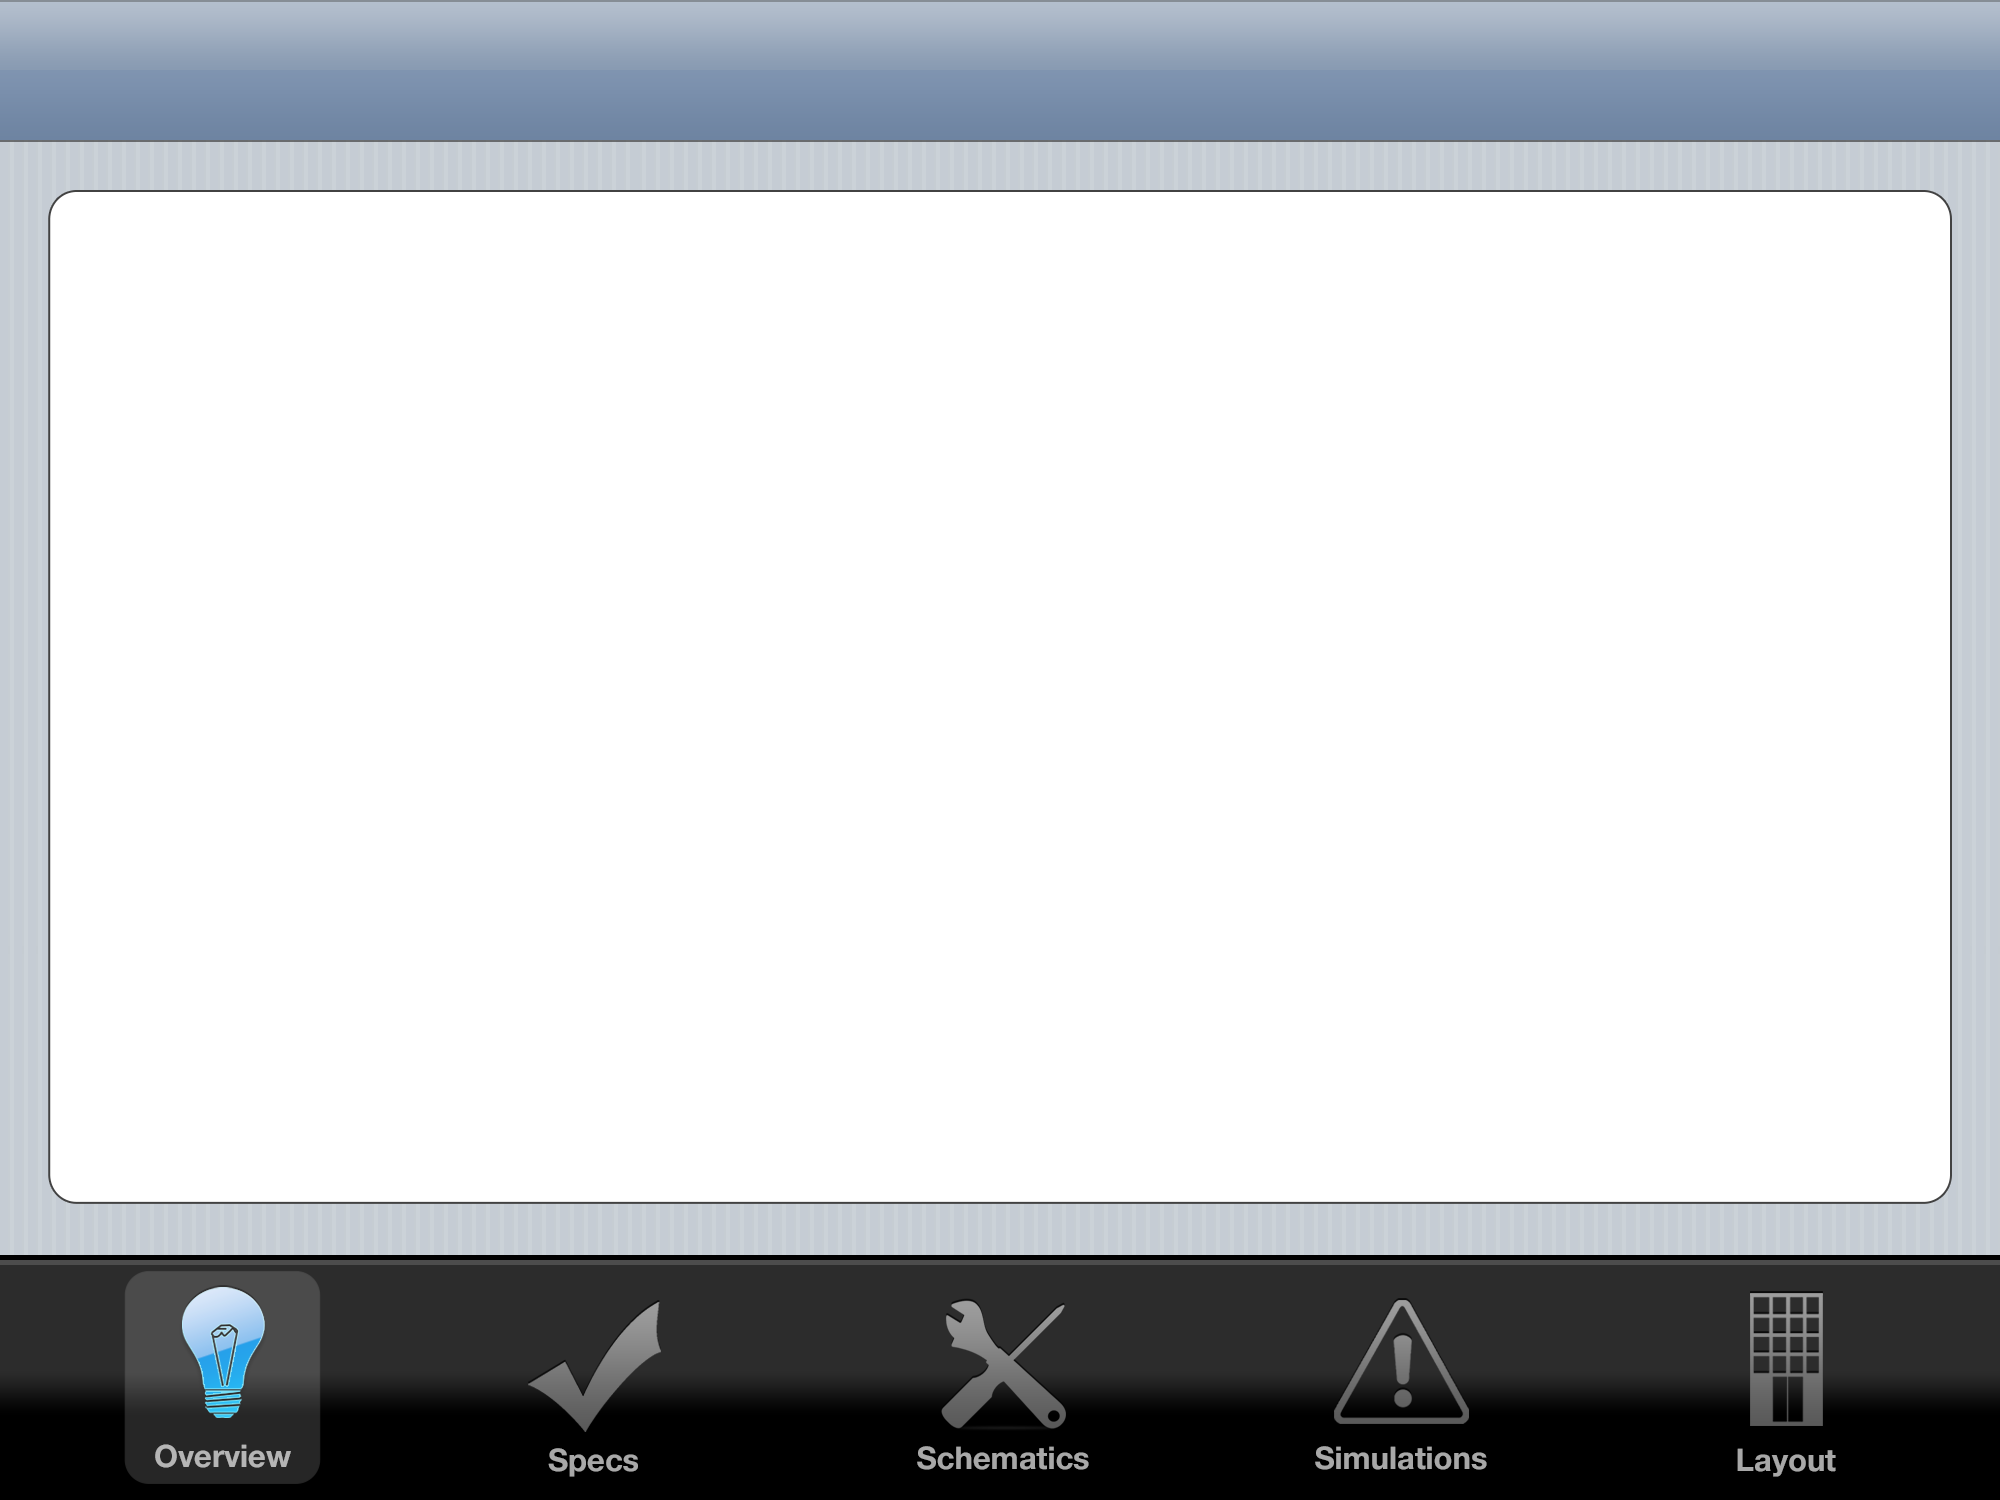 Overview
Specs
Schematics
Simulations
Layout